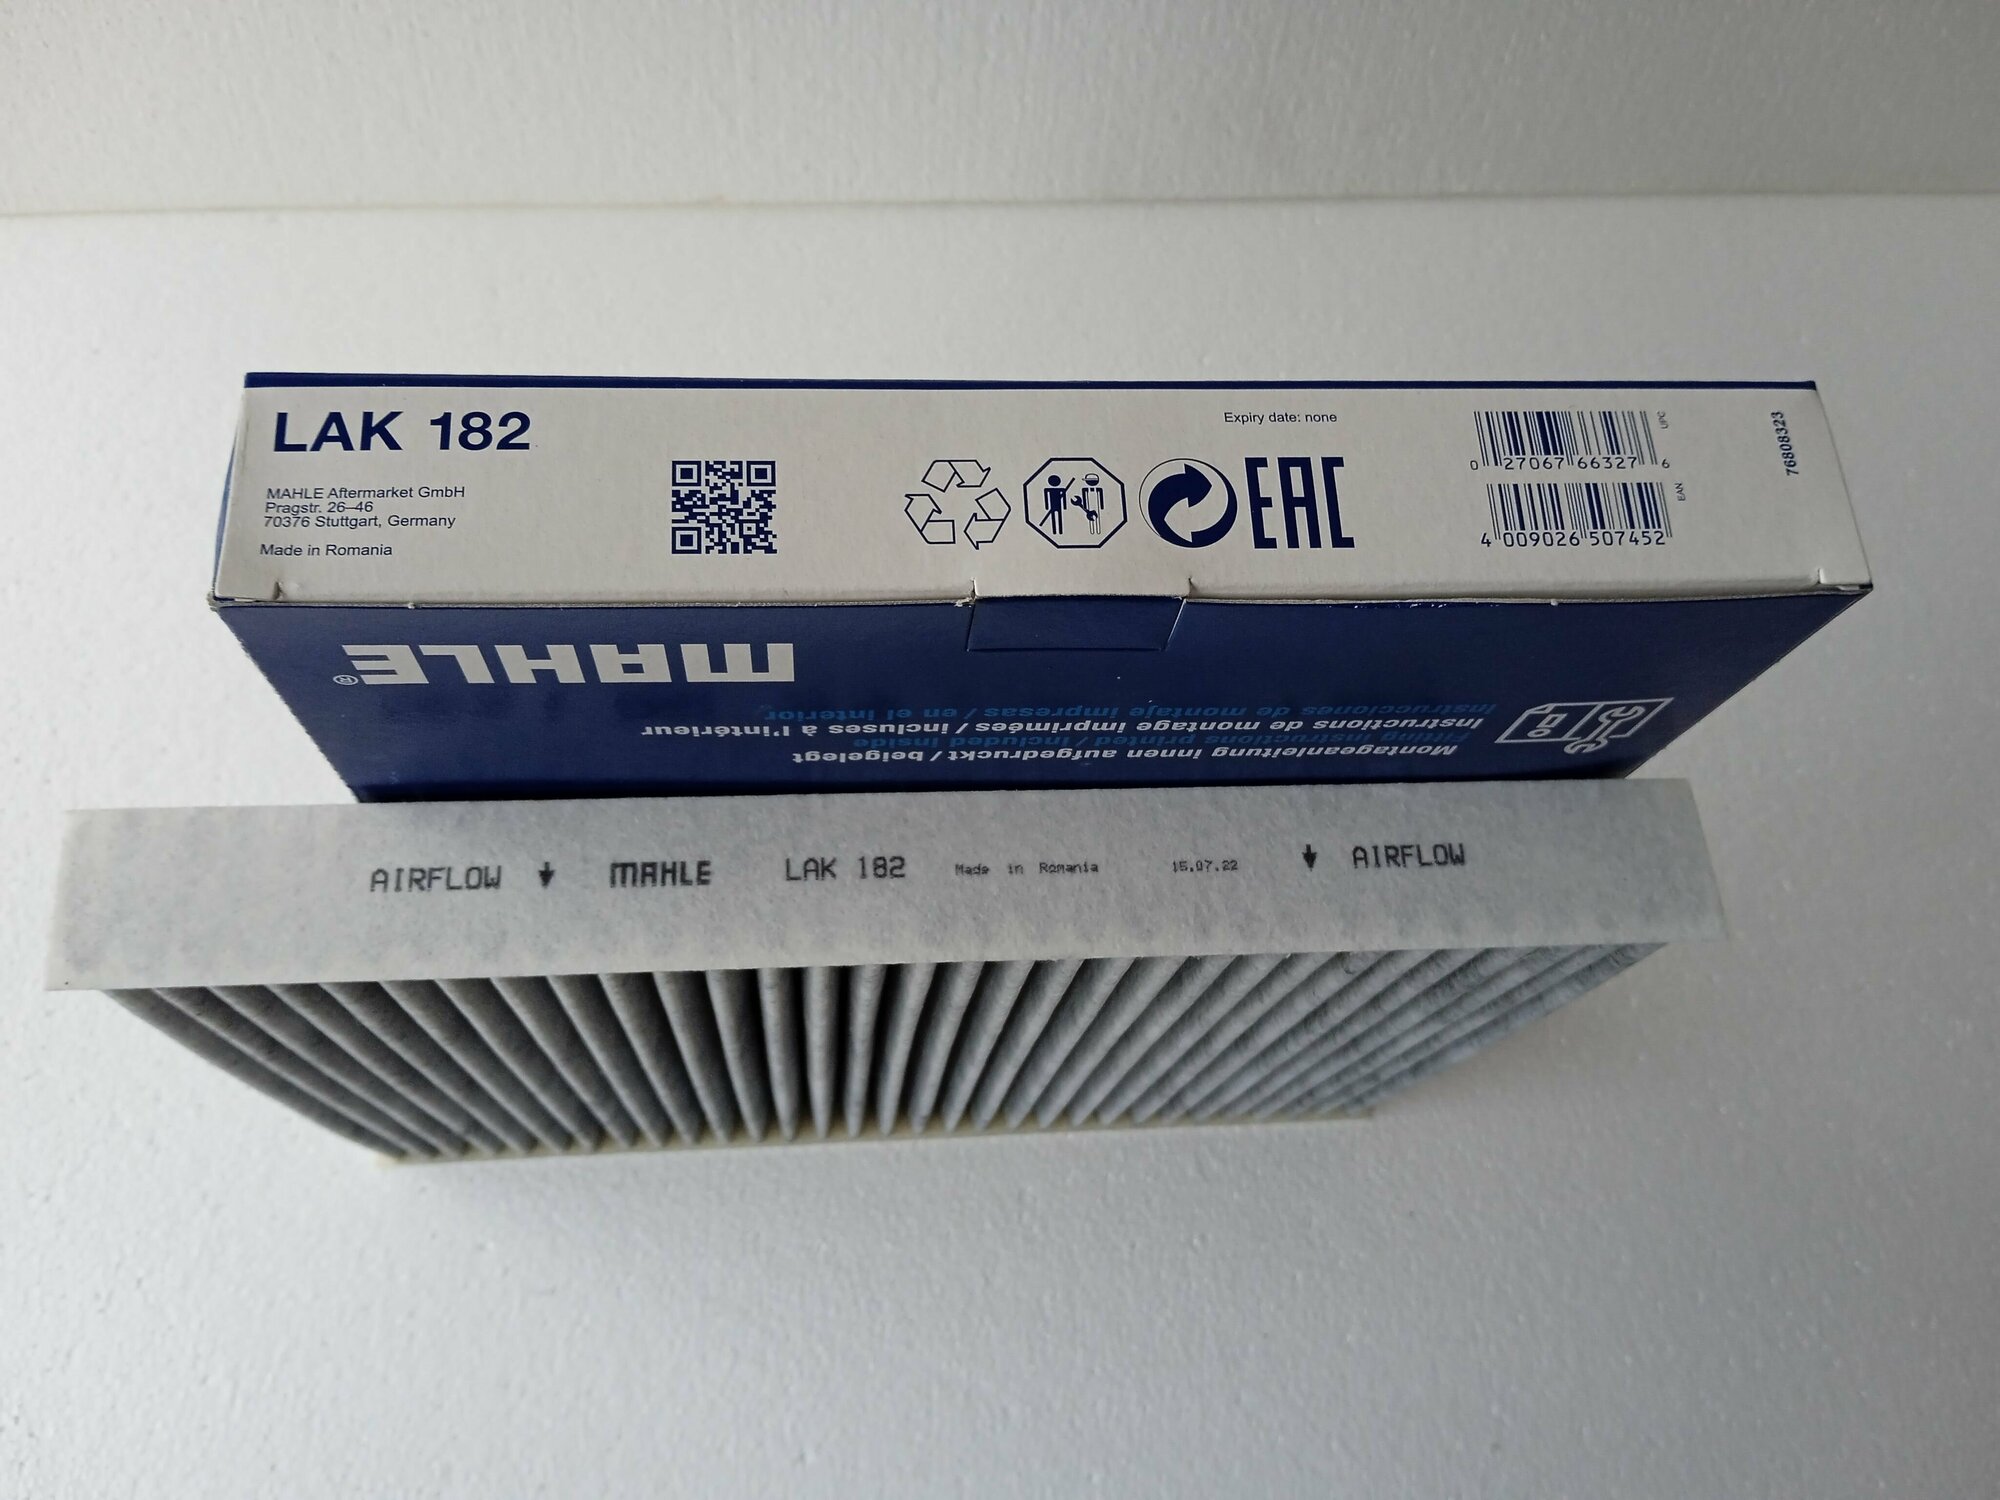 LAK 182
MAHLE Aftermarket GmbH
Pragstr. 26–46
70376 Stuttgart, Germany
Made in Romania
Expiry date: none
EAC
0 27067 66327 6
UPC
4 009026 507452
EAN
76808323
MAHLE®
Montageanleitung innen aufgedruckt / beigelegt
Fitting instructions printed / included inside
Instructions de montage imprimées / incluses à l'intérieur
Instrucciones de montaje impresas / en el interior
AIRFLOW MAHLE LAK 182 Made in Romania 15.07.22 AIRFLOW